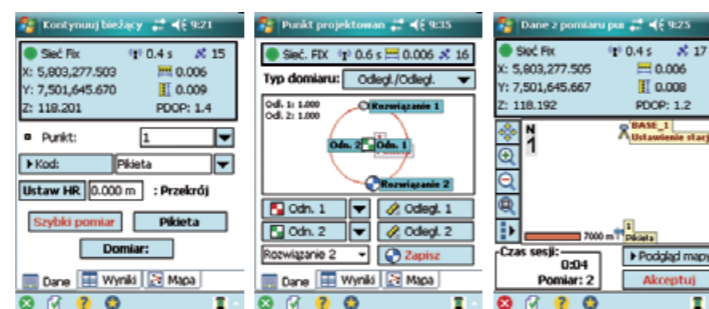 Kontynuuj bieżący 9:21
Sieć Fix 0.4 s 15
X: 5,803,277.503 0.006
Y: 7,501,645.670 0.009
Z: 118.201 PDOP: 1.4
Punkt: 1
Kod: Pikieta
Ustaw HR 0.000 m : Przekrój
Szybki pomiar Pikieta
Domiar:
Dane Wyniki Mapa
Punkt projektowan 9:35
Sieć. FIX 0.6 s 0.006 16
Typ domiaru: Odległ./Odległ.
Odl. 1: 1.000
Odl. 2: 1.000
Rozwiązanie 1
Odn. 2 Odn. 1
Rozwiązanie 2
Odn. 1 Odległ. 1
Odn. 2 Odległ. 2
Rozwiązanie 2 Zapisz
Dane Wyniki Mapa
Dane z pomiaru pun 9:25
Sieć Fix 0.4 s 17
X: 5,803,277.505 0.006
Y: 7,501,645.667 0.008
Z: 118.192 PDOP: 1.2
N
1
BASE_1
Ustawienie stacj
7000 m
1
Pikieta
Czas sesji:
0:04
Podgląd mapy
Pomiar: 2
Akceptuj